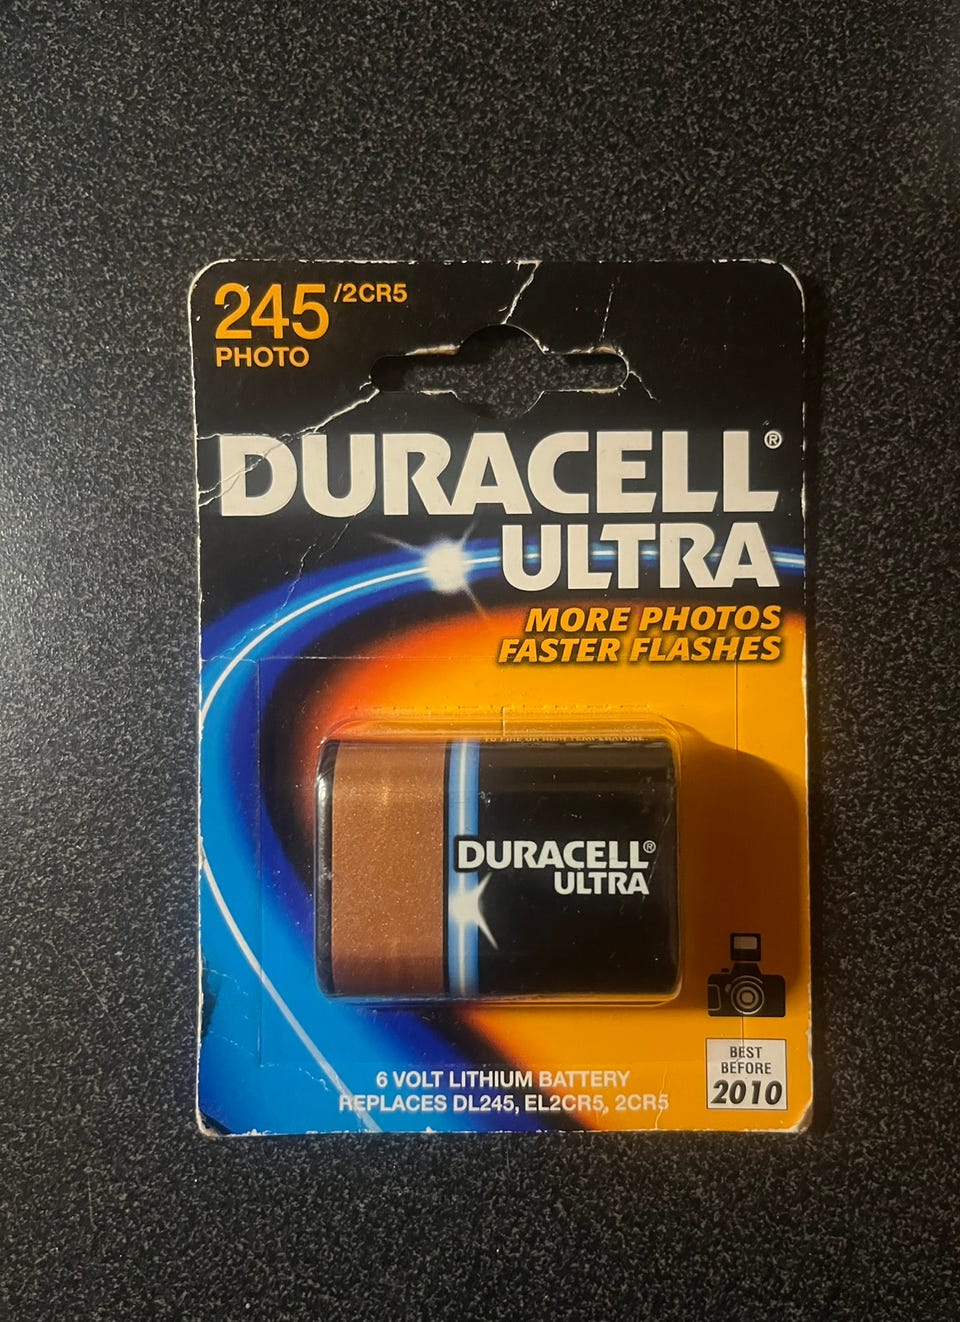 245/2CR5
PHOTO
DURACELL®
ULTRA
MORE PHOTOS
FASTER FLASHES
TEMPERATURE
DURACELL®
ULTRA
BEST
BEFORE
2010
6 VOLT LITHIUM BATTERY
REPLACES DL245, EL2CR5, 2CR5